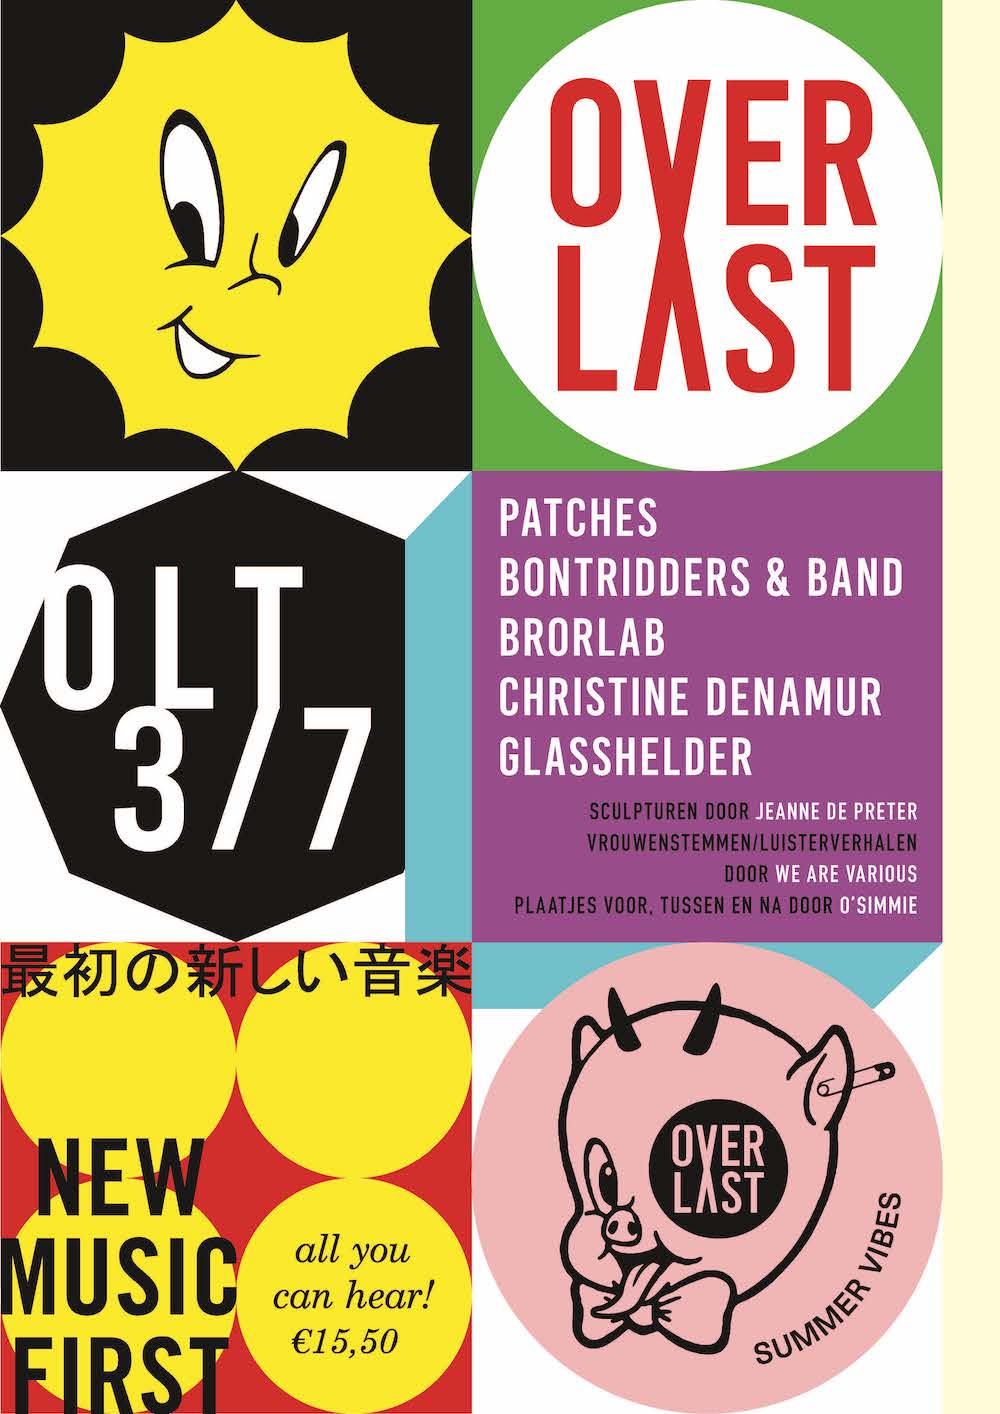 OVER
LAST
OLT
3/7
PATCHES
BONTRIDDERS & BAND
BRORLAB
CHRISTINE DENAMUR
GLASSHELDER
SCULPTUREN DOOR JEANNE DE PRETER
VROUWENSTEMMEN/LUISTERVERHALEN
DOOR WE ARE VARIOUS
PLAATJES VOOR, TUSSEN EN NA DOOR O'SIMMIE
最初の新しい音楽
NEW
MUSIC
FIRST
all you
can hear!
€15,50
OVER
LAST
SUMMER VIBES